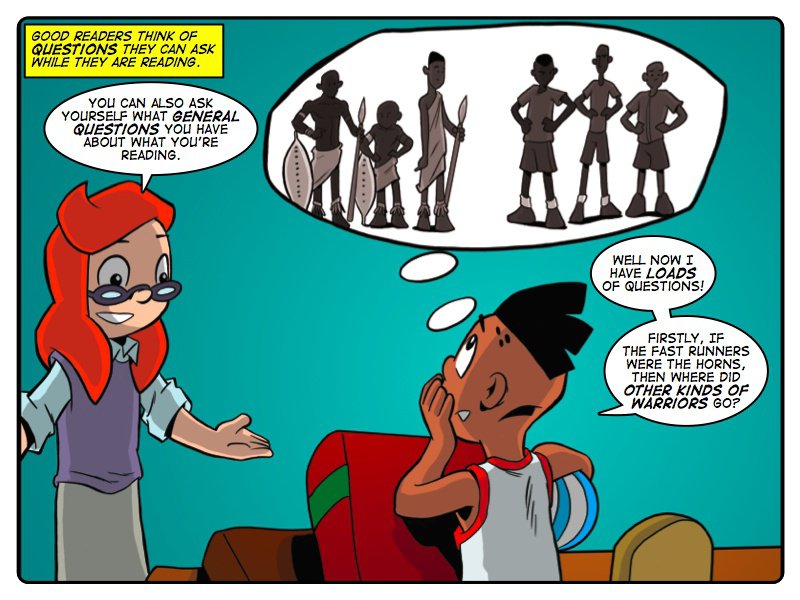 GOOD READERS THINK OF
QUESTIONS THEY CAN ASK
WHILE THEY ARE READING.
YOU CAN ALSO ASK
YOURSELF WHAT GENERAL
QUESTIONS YOU HAVE
ABOUT WHAT YOU'RE
READING.
WELL NOW I
HAVE LOADS
OF QUESTIONS!
FIRSTLY, IF
THE FAST RUNNERS
WERE THE HORNS,
THEN WHERE DID
OTHER KINDS OF
WARRIORS GO?